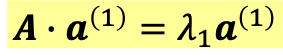 𝑨 ∙ 𝒂⁽¹⁾ = 𝜆₁𝒂⁽¹⁾